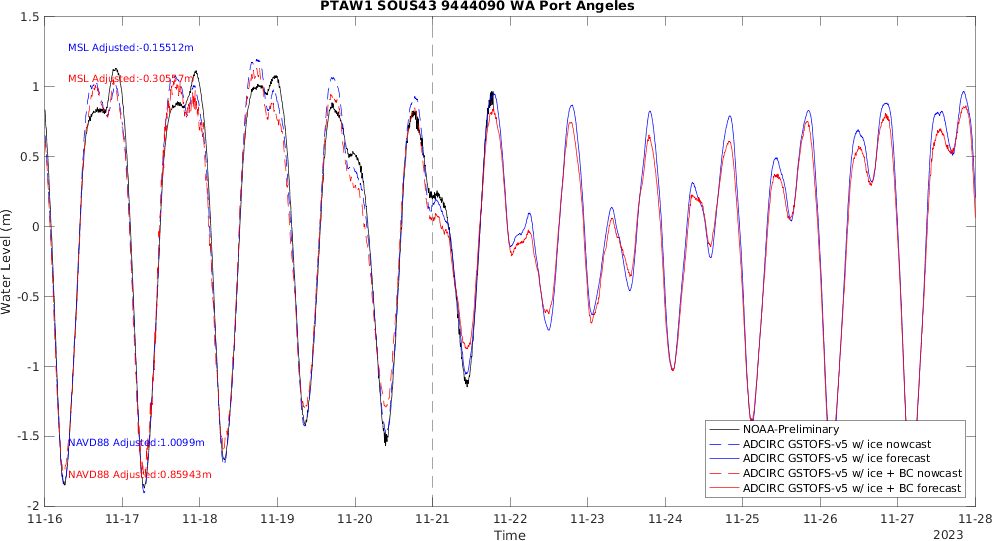 PTAW1 SOUS43 9444090 WA Port Angeles
1.5
1
0.5
0
-0.5
-1
-1.5
-2
Water Level (m)
MSL Adjusted:-0.15512m
MSL Adjusted:-0.30557m
NAVD88 Adjusted:1.0099m
NAVD88 Adjusted:0.85943m
NOAA-Preliminary
ADCIRC GSTOFS-v5 w/ ice nowcast
ADCIRC GSTOFS-v5 w/ ice forecast
ADCIRC GSTOFS-v5 w/ ice + BC nowcast
ADCIRC GSTOFS-v5 w/ ice + BC forecast
11-16 11-17 11-18 11-19 11-20 11-21 11-22 11-23 11-24 11-25 11-26 11-27 11-28
Time
2023